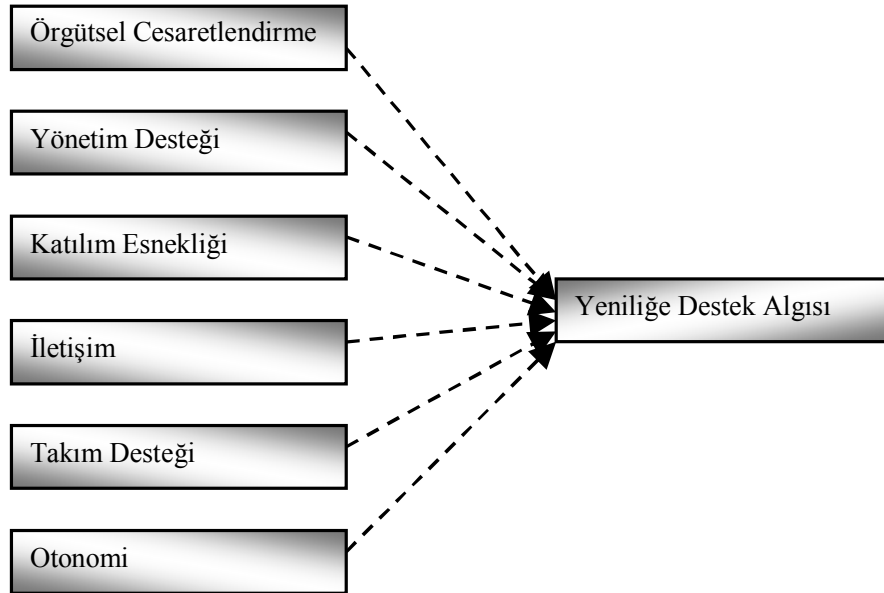 Örgütsel Cesaretlendirme
Yönetim Desteği
Katılım Esnekliği
Yeniliğe Destek Algısı
İletişim
Takım Desteği
Otonomi